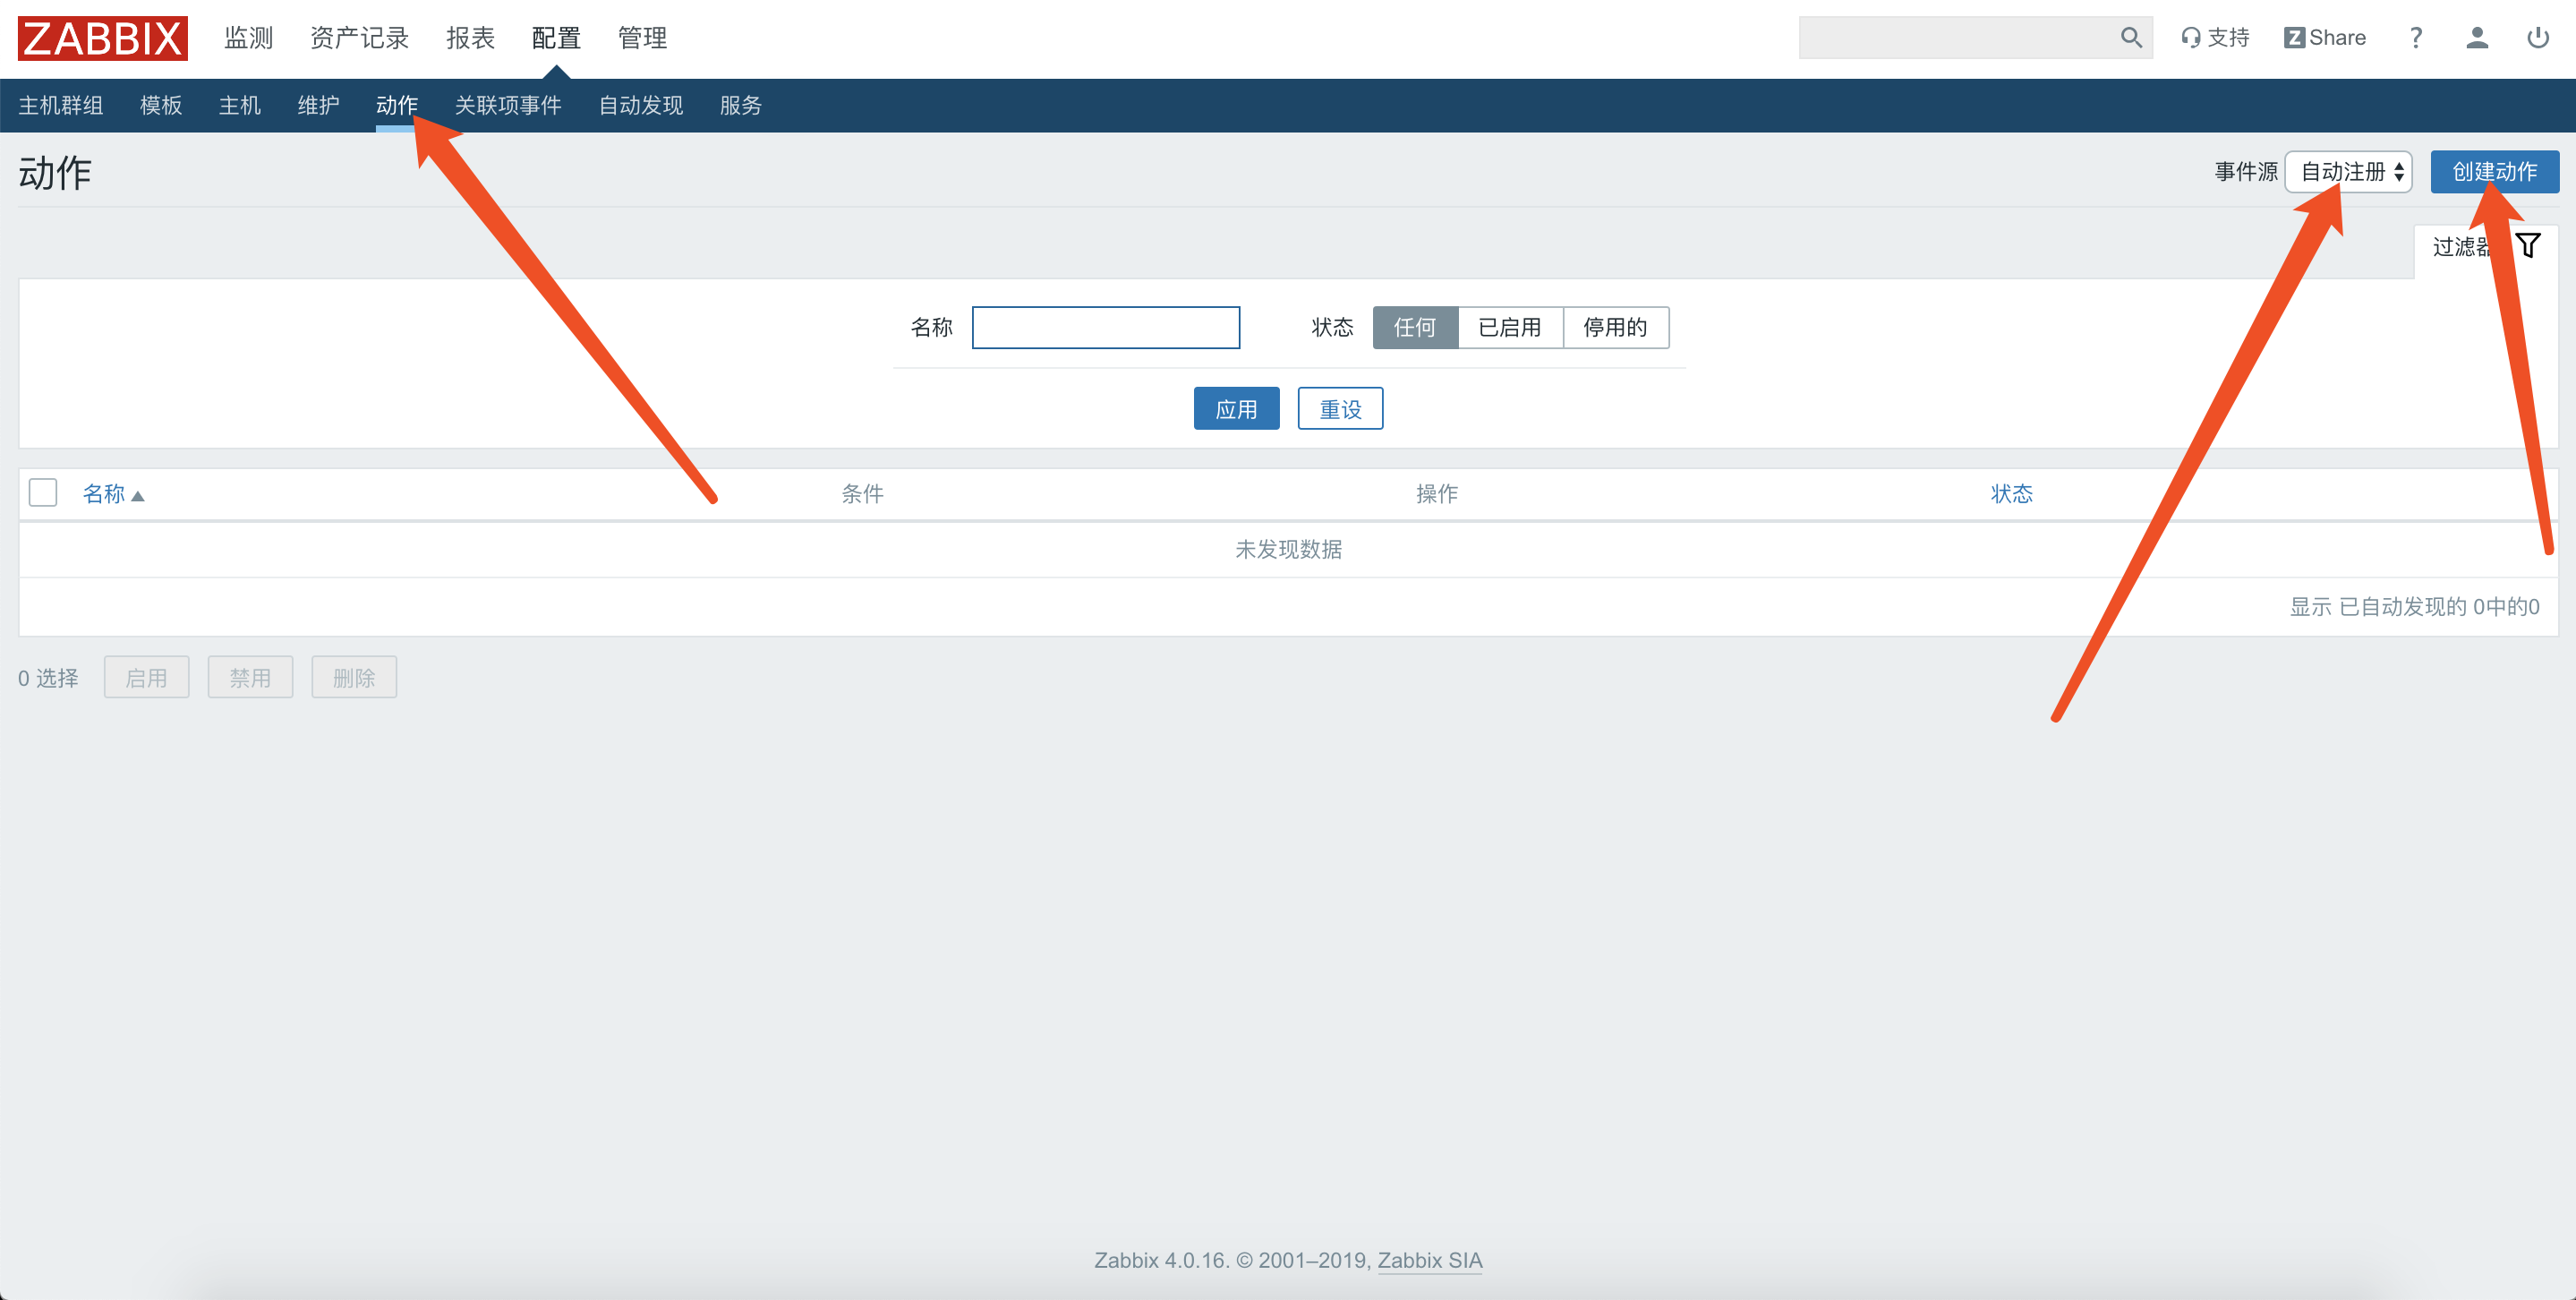 ZABBIX 监测 资产记录 报表 配置 管理 支持 Z Share ?
主机群组 模板 主机 维护 动作 关联项事件 自动发现 服务
动作 事件源 自动注册 创建动作
过滤器
名称 状态 任何 已启用 停用的
应用 重设
名称 条件 操作 状态
未发现数据
显示 已自动发现的 0中的0
0 选择 启用 禁用 删除
Zabbix 4.0.16. © 2001–2019, Zabbix SIA